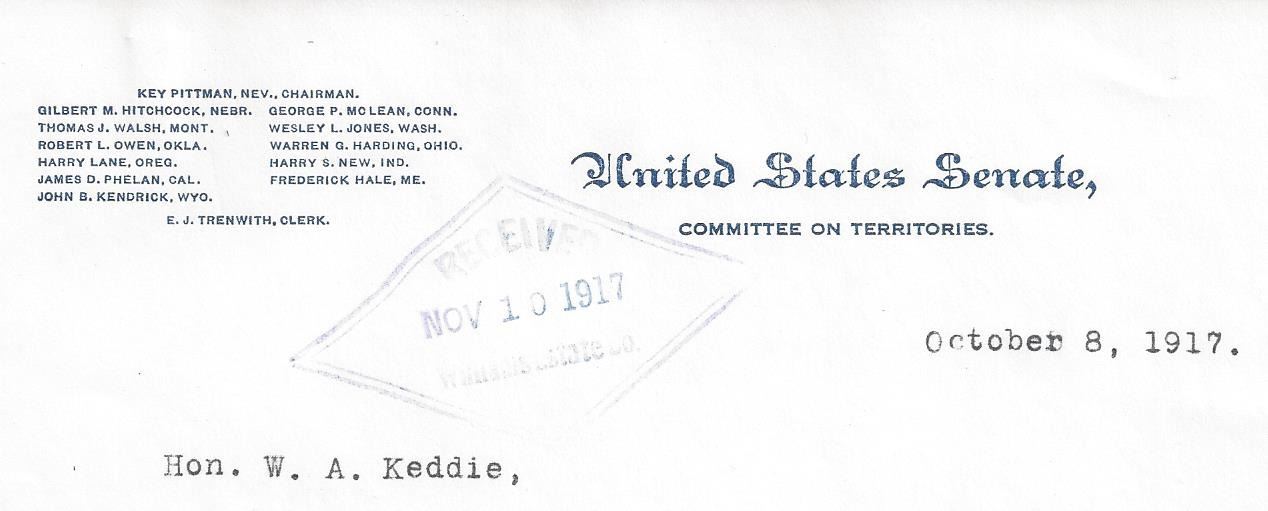 KEY PITTMAN, NEV., CHAIRMAN.
GILBERT M. HITCHCOCK, NEBR. GEORGE P. MCLEAN, CONN.
THOMAS J. WALSH, MONT. WESLEY L. JONES, WASH.
ROBERT L. OWEN, OKLA. WARREN G. HARDING, OHIO.
HARRY LANE, OREG. HARRY S. NEW, IND.
JAMES D. PHELAN, CAL. FREDERICK HALE, ME.
JOHN B. KENDRICK, WYO.
E. J. TRENWITH, CLERK.
United States Senate,
COMMITTEE ON TERRITORIES.
RECEIVED
NOV 10 1917
Estate Co.
October 8, 1917.
Hon. W. A. Keddie,